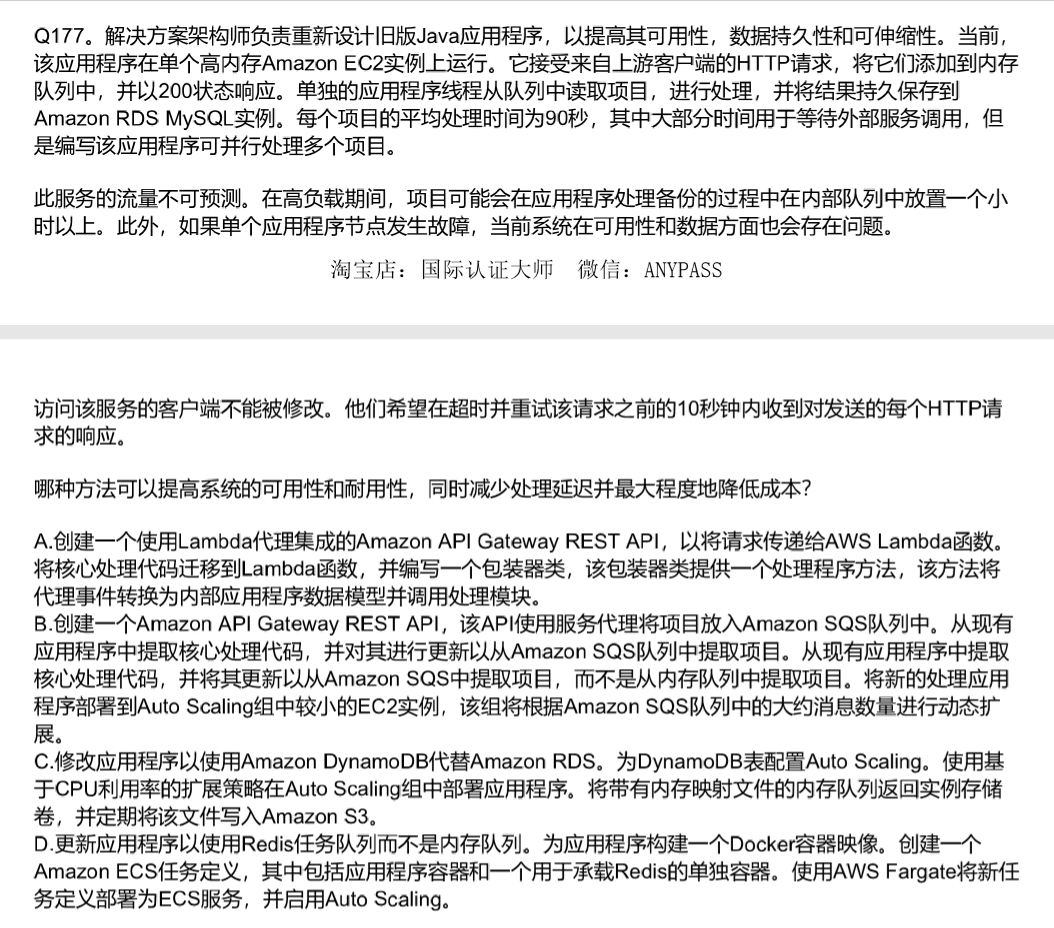 Q177。解决方案架构师负责重新设计旧版Java应用程序，以提高其可用性，数据持久性和可伸缩性。当前，
该应用程序在单个高内存Amazon EC2实例上运行。它接受来自上游客户端的HTTP请求，将它们添加到内存
队列中，并以200状态响应。单独的应用程序线程从队列中读取项目，进行处理，并将结果持久保存到
Amazon RDS MySQL实例。每个项目的平均处理时间为90秒，其中大部分时间用于等待外部服务调用，但
是编写该应用程序可并行处理多个项目。
此服务的流量不可预测。在高负载期间，项目可能会在应用程序处理备份的过程中在内部队列中放置一个小
时以上。此外，如果单个应用程序节点发生故障，当前系统在可用性和数据方面也会存在问题。
淘宝店：国际认证大师 微信：ANYPASS
访问该服务的客户端不能被修改。他们希望在超时并重试该请求之前的10秒钟内收到对发送的每个HTTP请
求的响应。
哪种方法可以提高系统的可用性和耐用性，同时减少处理延迟并最大程度地降低成本？
A.创建一个使用Lambda代理集成的Amazon API Gateway REST API，以将请求传递给AWS Lambda函数。
将核心处理代码迁移到Lambda函数，并编写一个包装器类，该包装器类提供一个处理程序方法，该方法将
代理事件转换为内部应用程序数据模型并调用处理模块。
B.创建一个Amazon API Gateway REST API，该API使用服务代理将项目放入Amazon SQS队列中。从现有
应用程序中提取核心处理代码，并对其进行更新以从Amazon SQS队列中提取项目。从现有应用程序中提取
核心处理代码，并将其更新以从Amazon SQS中提取项目，而不是从内存队列中提取项目。将新的处理应用
程序部署到Auto Scaling组中较小的EC2实例，该组将根据Amazon SQS队列中的大约消息数量进行动态扩
展。
C.修改应用程序以使用Amazon DynamoDB代替Amazon RDS。为DynamoDB表配置Auto Scaling。使用基
于CPU利用率的扩展策略在Auto Scaling组中部署应用程序。将带有内存映射文件的内存队列返回实例存储
卷，并定期将该文件写入Amazon S3。
D.更新应用程序以使用Redis任务队列而不是内存队列。为应用程序构建一个Docker容器映像。创建一个
Amazon ECS任务定义，其中包括应用程序容器和一个用于承载Redis的单独容器。使用AWS Fargate将新任
务定义部署为ECS服务，并启用Auto Scaling。